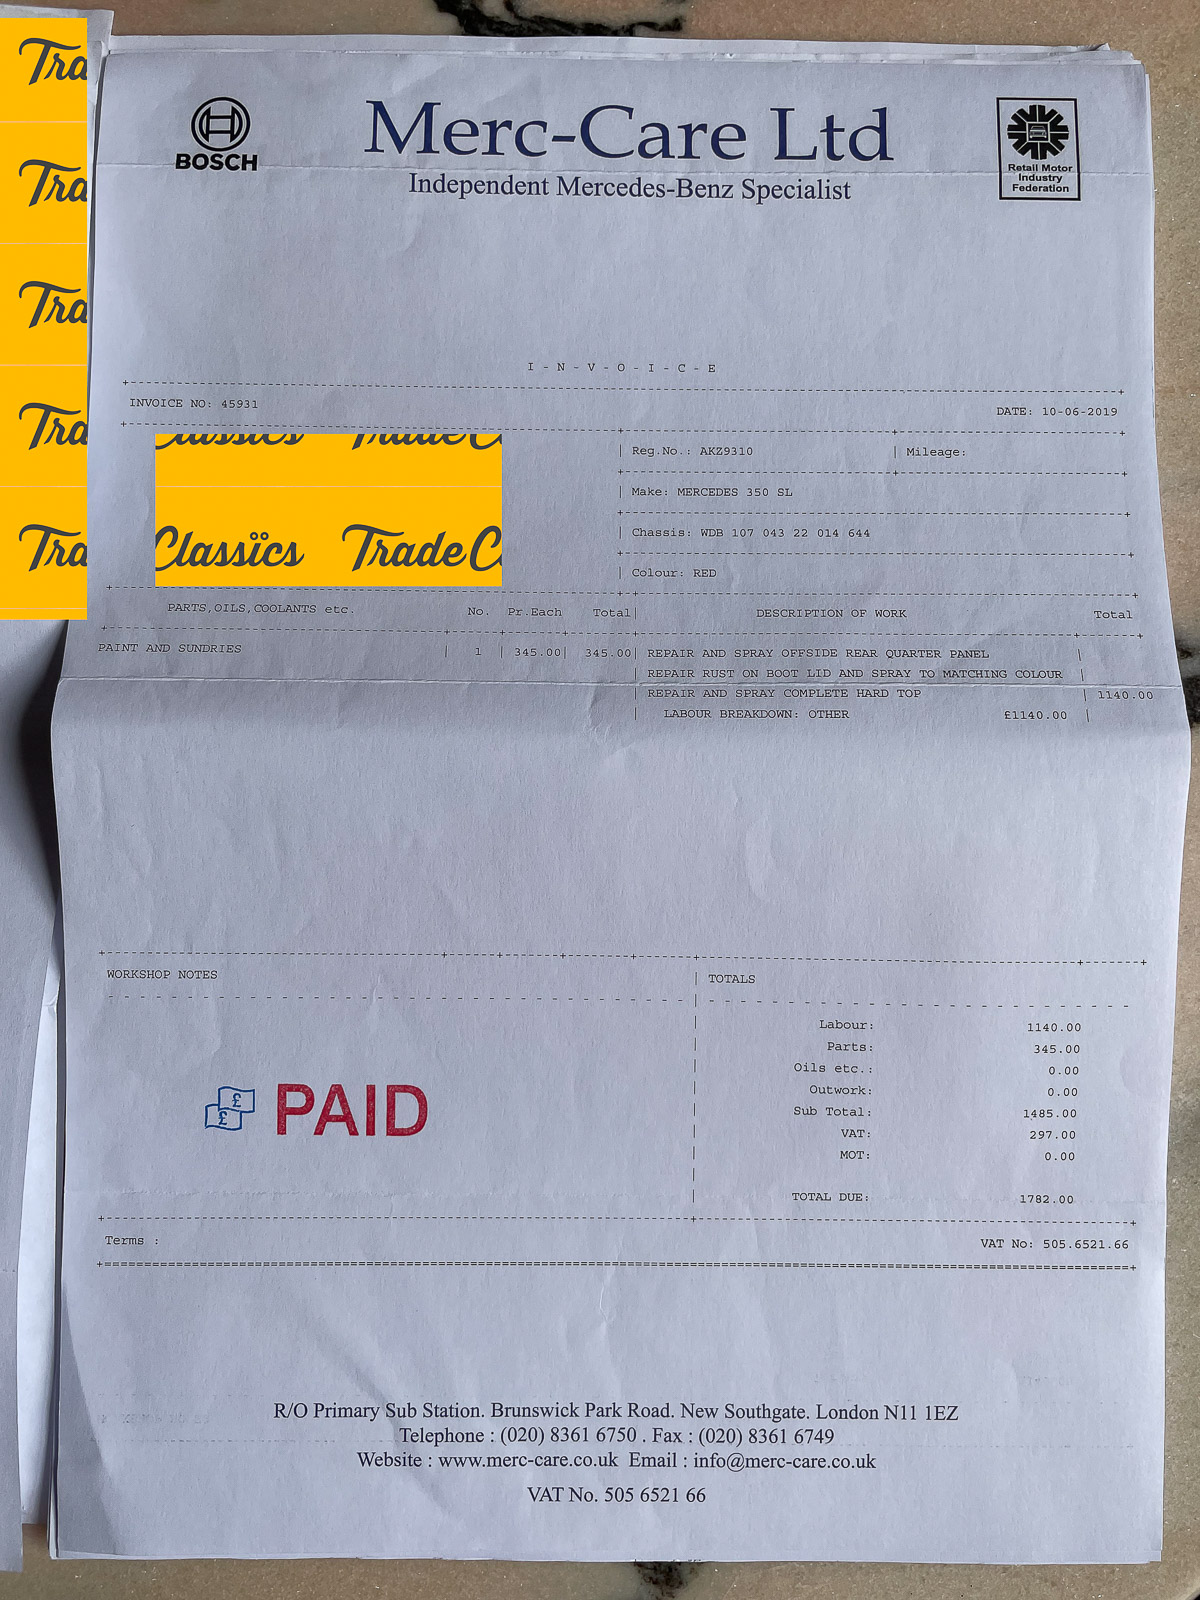 BOSCH
Merc-Care Ltd
Independent Mercedes-Benz Specialist
Retail Motor
Industry
Federation
I - N - V - O - I - C - E
INVOICE NO: 45931
DATE: 10-06-2019
Reg.No.: AKZ9310
Mileage:
Make: MERCEDES 350 SL
Chassis: WDB 107 043 22 014 644
Colour: RED
Classics Trade
Classïcs Trade C
Tra
Tra
Tra
Tra
Tra
PARTS,OILS,COOLANTS etc. No. Pr.Each Total DESCRIPTION OF WORK Total
PAINT AND SUNDRIES 1 345.00 345.00 REPAIR AND SPRAY OFFSIDE REAR QUARTER PANEL
REPAIR RUST ON BOOT LID AND SPRAY TO MATCHING COLOUR
REPAIR AND SPRAY COMPLETE HARD TOP 1140.00
LABOUR BREAKDOWN: OTHER £1140.00
WORKSHOP NOTES
TOTALS
Labour: 1140.00
Parts: 345.00
Oils etc.: 0.00
Outwork: 0.00
Sub Total: 1485.00
VAT: 297.00
MOT: 0.00
TOTAL DUE: 1782.00
£ £ PAID
Terms :
VAT No: 505.6521.66
R/O Primary Sub Station. Brunswick Park Road. New Southgate. London N11 1EZ
Telephone : (020) 8361 6750 . Fax : (020) 8361 6749
Website : www.merc-care.co.uk Email : info@merc-care.co.uk
VAT No. 505 6521 66